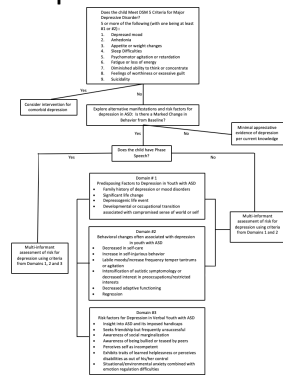 Does the child Meet DSM 5 Criteria for Major
Depressive Disorder?
5 or more of the following (with one being at least
#1 or #2) :
1. Depressed mood
2. Anhedonia
3. Appetite or weight changes
4. Sleep Difficulties
5. Psychomotor agitation or retardation
6. Fatigue or loss of energy
7. Diminished ability to think or concentrate
8. Feelings of worthiness or excessive guilt
9. Suicidality
Yes
No
Consider intervention for
comorbid depression
Explore alternative manifestations and risk factors for
depression in ASD: Is there a Marked Change in
Behavior from Baseline?
Minimal appreciable
evidence of depression
per current knowledge
Yes
No
Does the child have Phase
Speech?
Multi-informant
assessment of risk for
depression using criteria
from Domains 1, 2 and 3
Domain # 1
Predisposing Factors to Depression in Youth with ASD
• Family history of depression or mood disorders
• Significant life change
• Depressogenic life event
• Developmental or occupational transition
associated with compromised sense of world or self
Multi-informant
assessment of risk for
depression using criteria
from Domains 1 and 2
Domain #2
Behavioral changes often associated with depression
in youth with ASD
• Decreased in self-care
• Increase in self-injurious behavior
• Labile moods/increase frequency temper tantrums
or agitation
• Intensification of autistic symptomology or
decreased interest in preoccupations/restricted
interests
• Decreased adaptive functioning
• Regression
Domain #3
Risk factors for Depression in Verbal Youth with ASD
• Insight into ASD and its imposed handicaps
• Seeks friendship but frequently unsuccessful
• Awareness of social marginalization
• Awareness of being bullied or teased by peers
• Perceives self as incompetent
• Exhibits traits of learned helplessness or perceives
disabilities as out of his/her control
• Situational/environmental anxiety combined with
emotion regulation difficulties